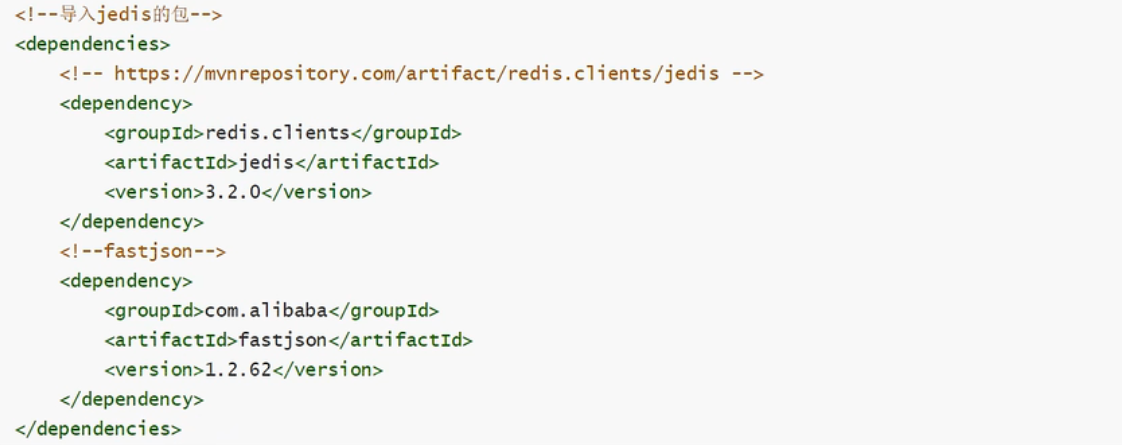 <!--导入jedis的包-->
<dependencies>
    <!-- https://mvnrepository.com/artifact/redis.clients/jedis -->
    <dependency>
        <groupId>redis.clients</groupId>
        <artifactId>jedis</artifactId>
        <version>3.2.0</version>
    </dependency>
    <!--fastjson-->
    <dependency>
        <groupId>com.alibaba</groupId>
        <artifactId>fastjson</artifactId>
        <version>1.2.62</version>
    </dependency>
</dependencies>